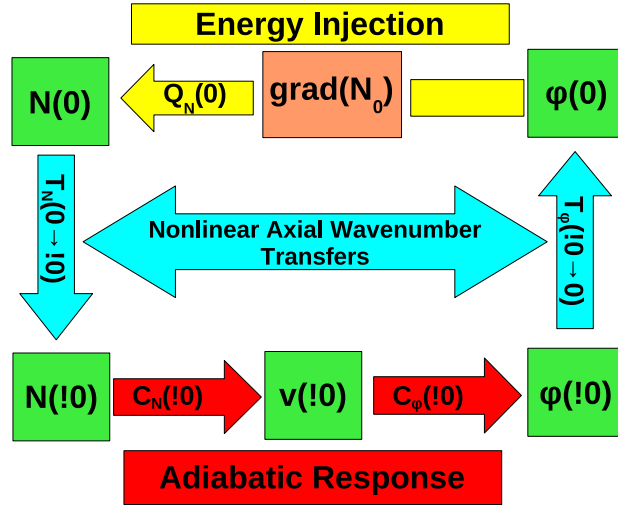 Energy Injection
N(0)
Q_N(0)
grad(N_0)
φ(0)
T_N(0→!0)
Nonlinear Axial Wavenumber
Transfers
T_φ(!0→0)
N(!0)
C_N(!0)
v(!0)
C_φ(!0)
φ(!0)
Adiabatic Response